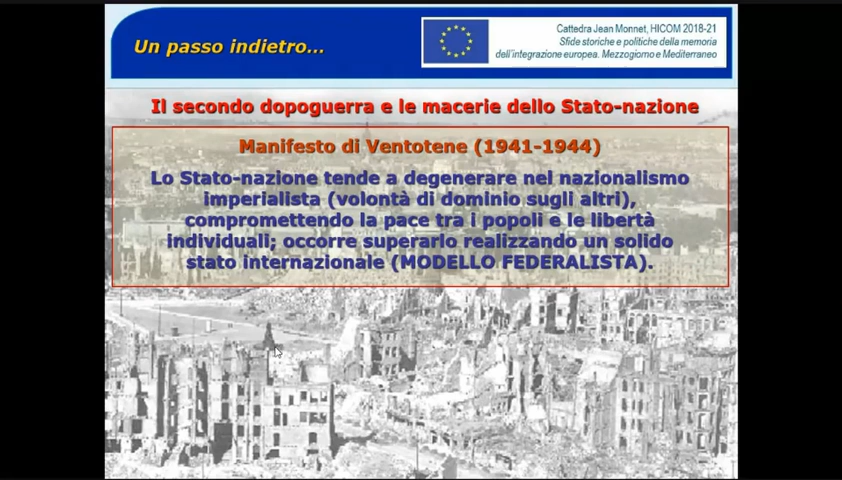 Un passo indietro...
Cattedra Jean Monnet, HICOM 2018-21
Sfide storiche e politiche della memoria
dell'integrazione europea. Mezzogiorno e Mediterraneo
Il secondo dopoguerra e le macerie dello Stato-nazione
Manifesto di Ventotene (1941-1944)
Lo Stato-nazione tende a degenerare nel nazionalismo
imperialista (volontà di dominio sugli altri),
compromettendo la pace tra i popoli e le libertà
individuali; occorre superarlo realizzando un solido
stato internazionale (MODELLO FEDERALISTA).